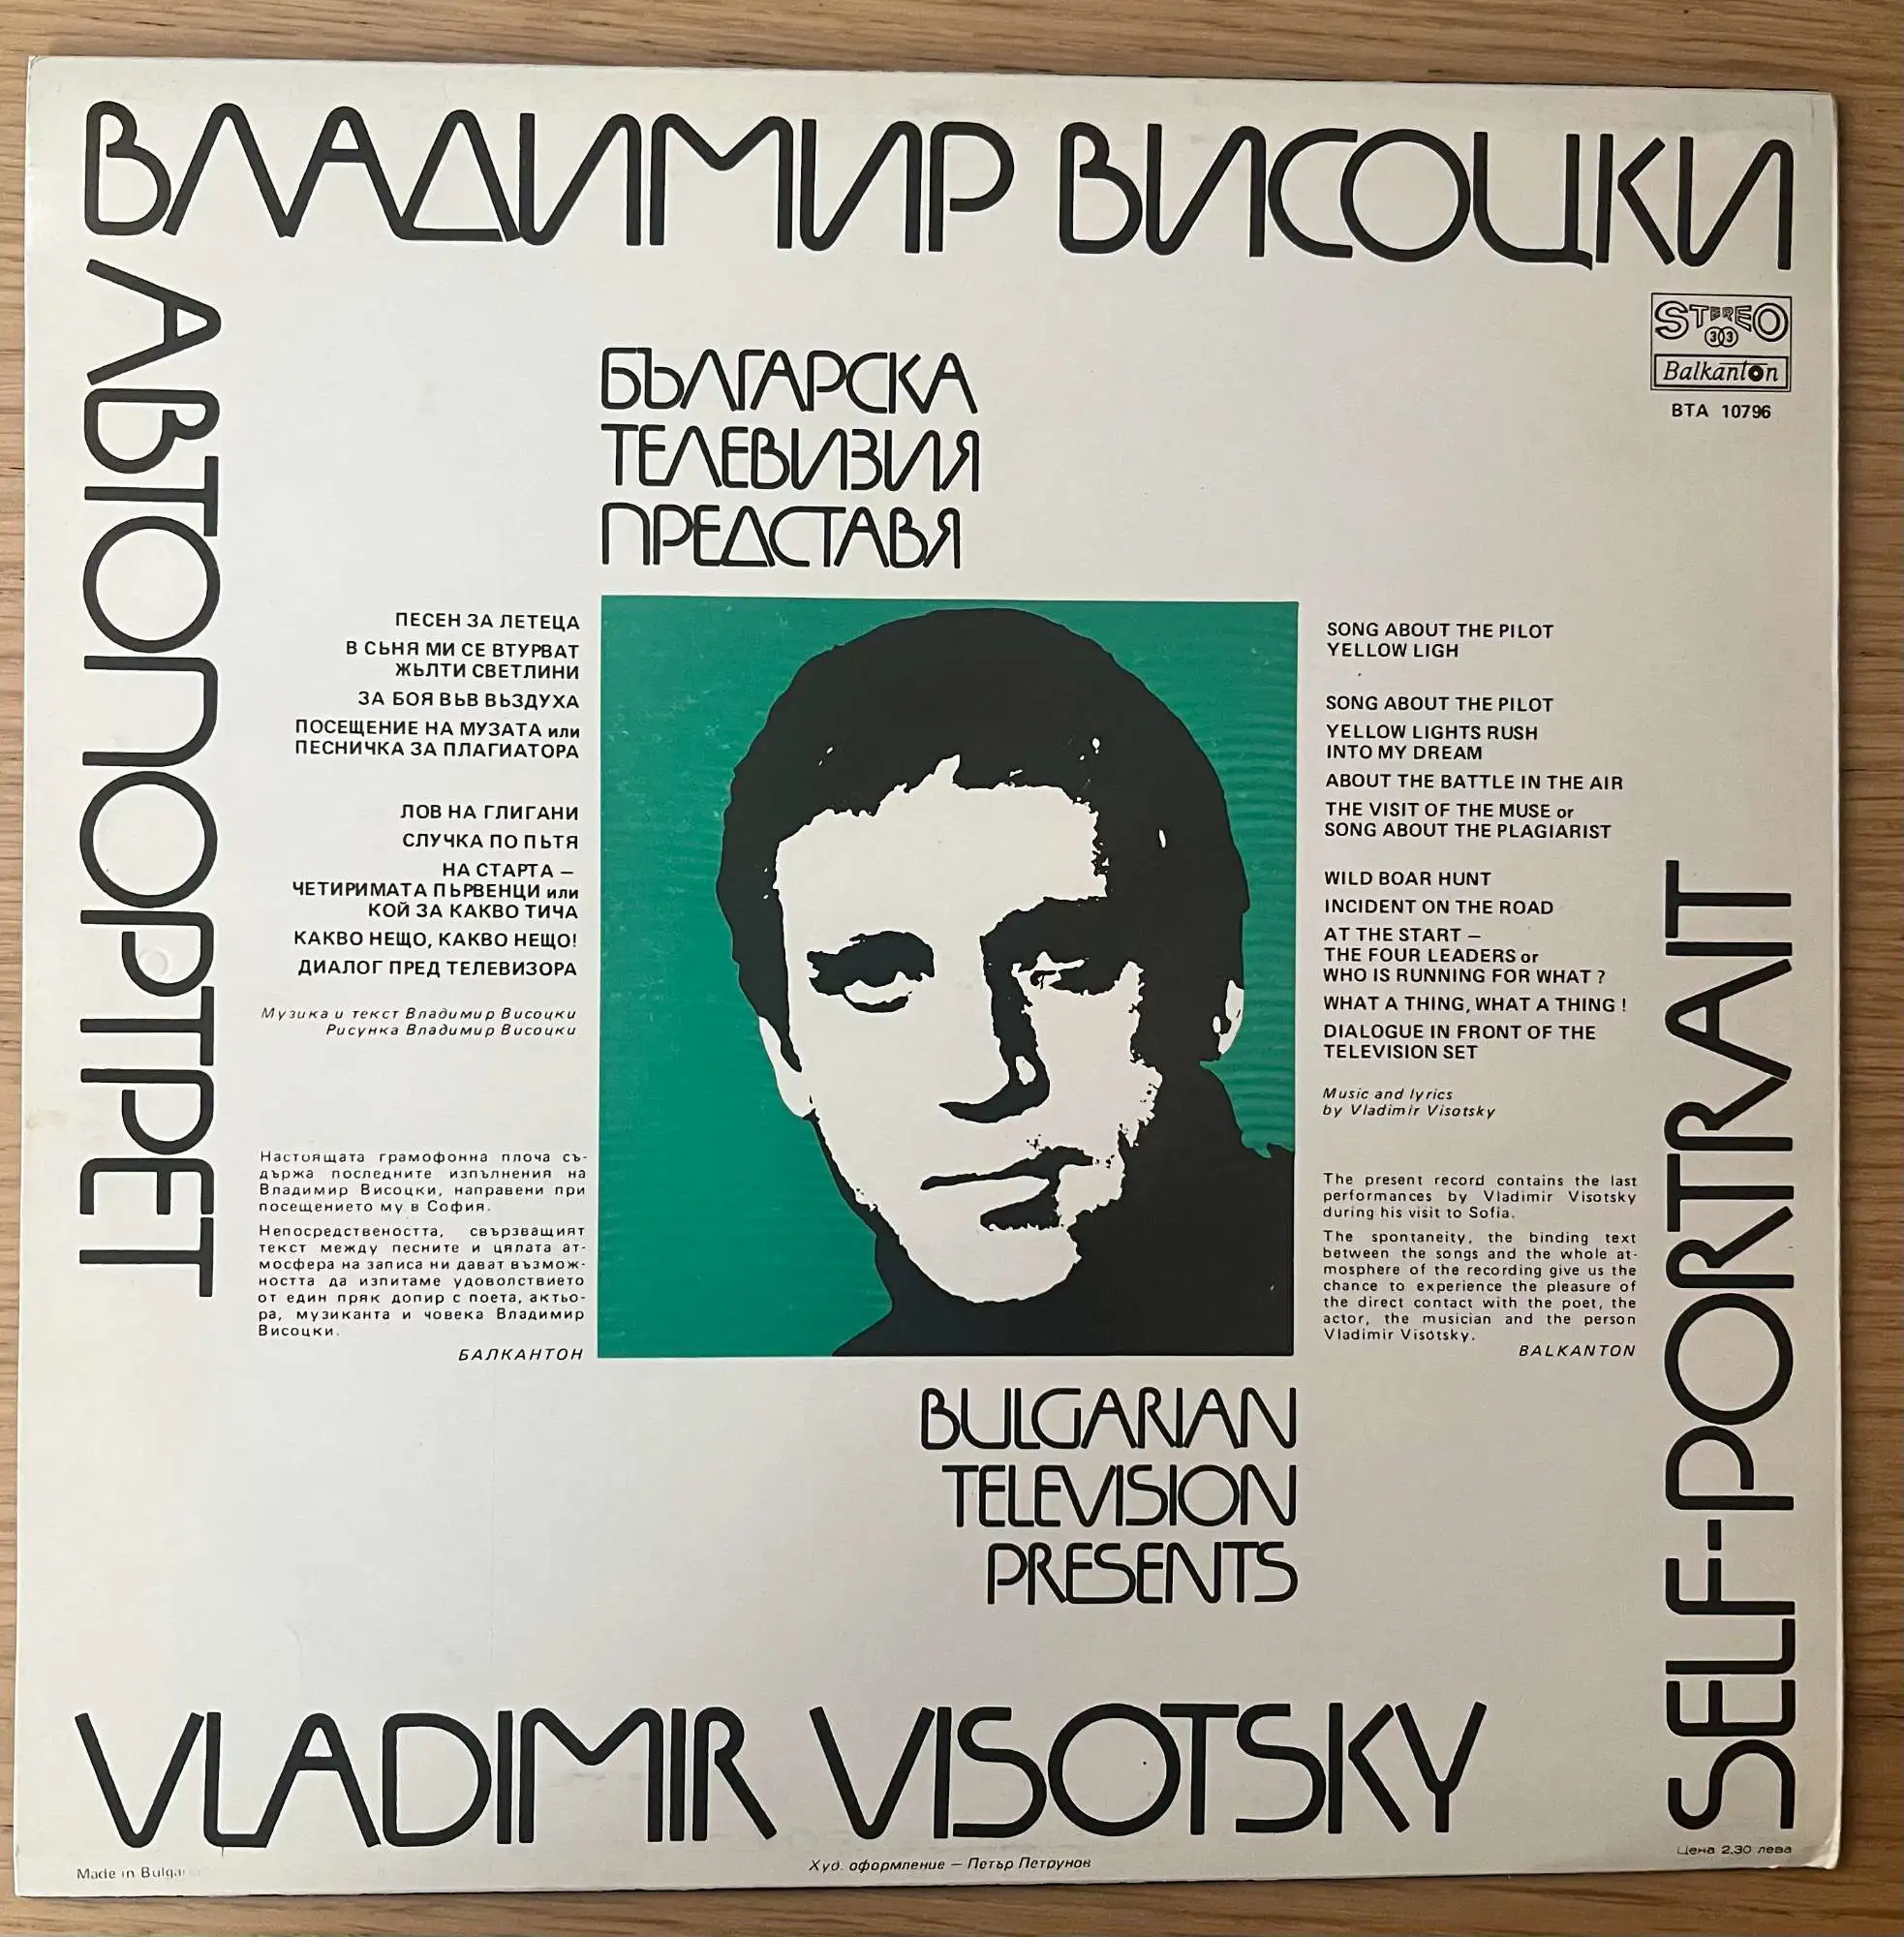 ВЛАДИМИР ВИСОЦКИ
АВТОПОРТРЕТ
STEREO
33
Balkanton
ВТА 10796
БЪЛГАРСКА
ТЕЛЕВИЗИЯ
ПРЕДСТАВЯ
ПЕСЕН ЗА ЛЕТЕЦА
В СЪНЯ МИ СЕ ВТУРВАТ
ЖЪЛТИ СВЕТЛИНИ
ЗА БОЯ ВЪВ ВЪЗДУХА
ПОСЕЩЕНИЕ НА МУЗАТА или
ПЕСНИЧКА ЗА ПЛАГИАТОРА
ЛОВ НА ГЛИГАНИ
СЛУЧКА ПО ПЪТЯ
НА СТАРТА –
ЧЕТИРИМАТА ПЪРВЕНЦИ или
КОЙ ЗА КАКВО ТИЧА
КАКВО НЕЩО, КАКВО НЕЩО!
ДИАЛОГ ПРЕД ТЕЛЕВИЗОРА
Музика и текст Владимир Висоцки
Рисунка Владимир Висоцки
Настоящата грамофонна плоча съ-
държа последните изпълнения на
Владимир Висоцки, направени при
посещението му в София.
Непосредствеността, свързващият
текст между песните и цялата ат-
мосфера на записа ни дават възмож-
ността да изпитаме удоволствието
от един пряк допир с поета, актьо-
ра, музиканта и човека Владимир
Висоцки.
БАЛКАНТОН
SONG ABOUT THE PILOT
YELLOW LIGH
SONG ABOUT THE PILOT
YELLOW LIGHTS RUSH
INTO MY DREAM
ABOUT THE BATTLE IN THE AIR
THE VISIT OF THE MUSE or
SONG ABOUT THE PLAGIARIST
WILD BOAR HUNT
INCIDENT ON THE ROAD
AT THE START –
THE FOUR LEADERS or
WHO IS RUNNING FOR WHAT ?
WHAT A THING, WHAT A THING !
DIALOGUE IN FRONT OF THE
TELEVISION SET
Music and lyrics
by Vladimir Visotsky
The present record contains the last
performances by Vladimir Visotsky
during his visit to Sofia.
The spontaneity, the binding text
between the songs and the whole at-
mosphere of the recording give us the
chance to experience the pleasure of
the direct contact with the poet, the
actor, the musician and the person
Vladimir Visotsky.
BALKANTON
SELF-PORTRAIT
BULGARIAN
TELEVISION
PRESENTS
VLADIMIR VISOTSKY
Made in
Худ. оформление – Петър Петрунов
Цена 2,30 лева